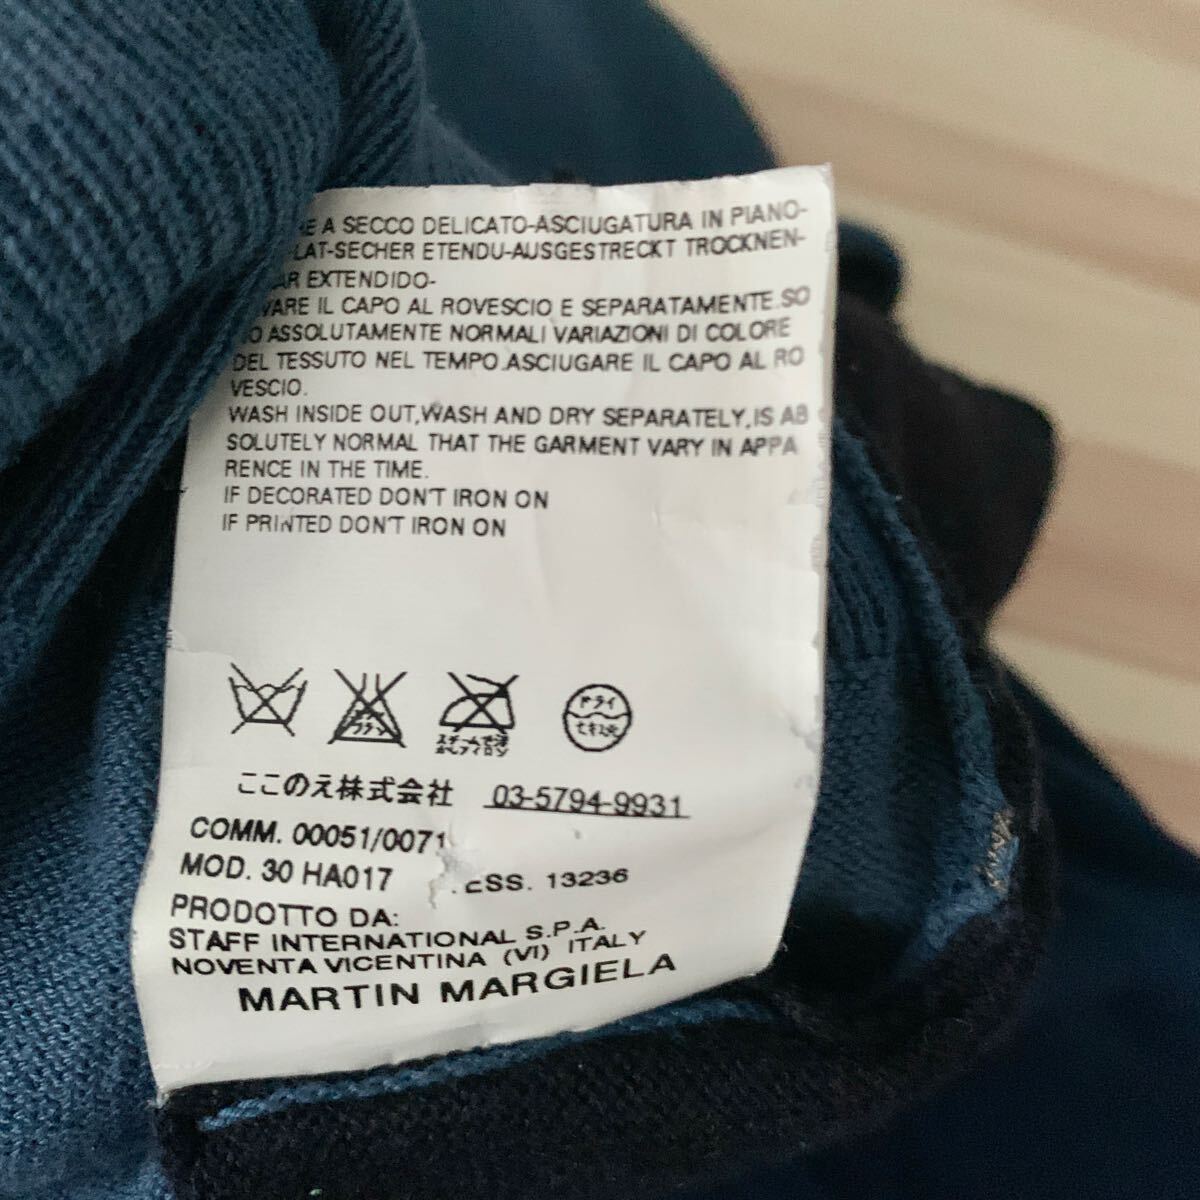 A SECCO DELICATO-ASCIUGATURA IN PIANO-
LAT-SECHER ETENDU-AUSGESTRECKT TROCKNEN-
AR EXTENDIDO-
VARE IL CAPO AL ROVESCIO E SEPARATAMENTE.SO
O ASSOLUTAMENTE NORMALI VARIAZIONI DI COLORE
DEL TESSUTO NEL TEMPO.ASCIUGARE IL CAPO AL RO
VESCIO.
WASH INSIDE OUT,WASH AND DRY SEPARATELY,IS AB
SOLUTELY NORMAL THAT THE GARMENT VARY IN APPA
RENCE IN THE TIME.
IF DECORATED DON'T IRON ON
IF PRINTED DON'T IRON ON
ドライ
ここのえ株式会社 03-5794-9931
COMM. 00051/0071
MOD. 30 HA017 ESS. 13236
PRODOTTO DA:
STAFF INTERNATIONAL S.P.A.
NOVENTA VICENTINA (VI) ITALY
MARTIN MARGIELA